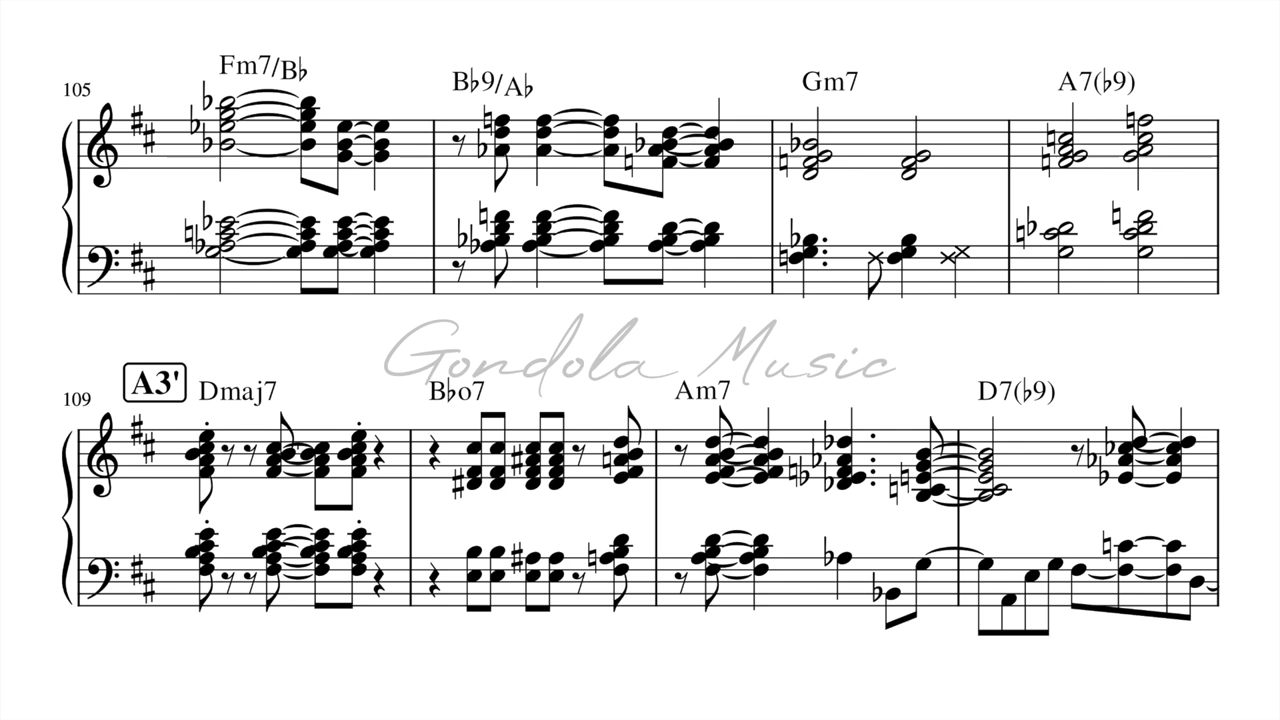 105 Fm7/B♭ B♭9/A♭ Gm7 A7(♭9)
Gondola Music
A3'
109 Dmaj7 B♭o7 Am7 D7(♭9)